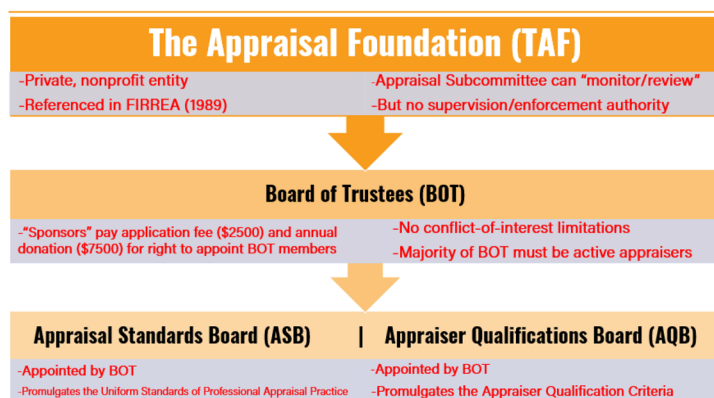 The Appraisal Foundation (TAF)
-Private, nonprofit entity
-Referenced in FIRREA (1989)
-Appraisal Subcommittee can “monitor/review”
-But no supervision/enforcement authority
Board of Trustees (BOT)
-“Sponsors” pay application fee ($2500) and annual
donation ($7500) for right to appoint BOT members
-No conflict-of-interest limitations
-Majority of BOT must be active appraisers
Appraisal Standards Board (ASB) | Appraiser Qualifications Board (AQB)
-Appointed by BOT
-Promulgates the Uniform Standards of Professional Appraisal Practice
-Appointed by BOT
-Promulgates the Appraiser Qualification Criteria